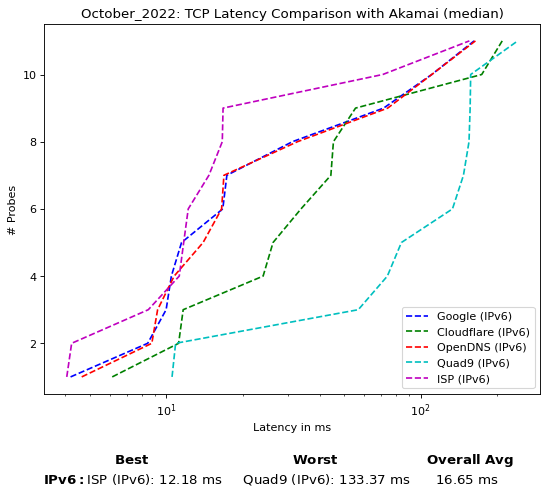 October_2022: TCP Latency Comparison with Akamai (median)
# Probes
10
8
6
4
2
Google (IPv6)
Cloudflare (IPv6)
OpenDNS (IPv6)
Quad9 (IPv6)
ISP (IPv6)
10¹ 10²
Latency in ms
Best Worst Overall Avg
IPv6: ISP (IPv6): 12.18 ms Quad9 (IPv6): 133.37 ms 16.65 ms